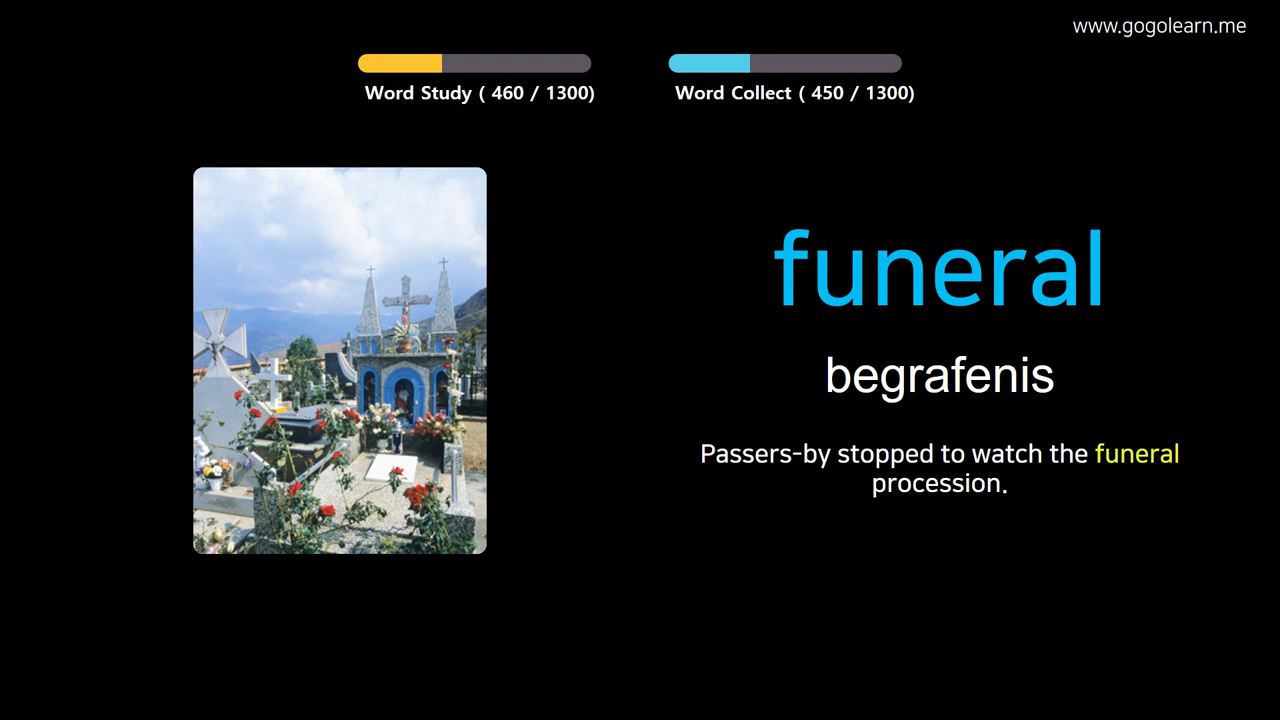 www.gogolearn.me
Word Study ( 460 / 1300)
Word Collect ( 450 / 1300)
funeral
begrafenis
Passers-by stopped to watch the funeral
procession.